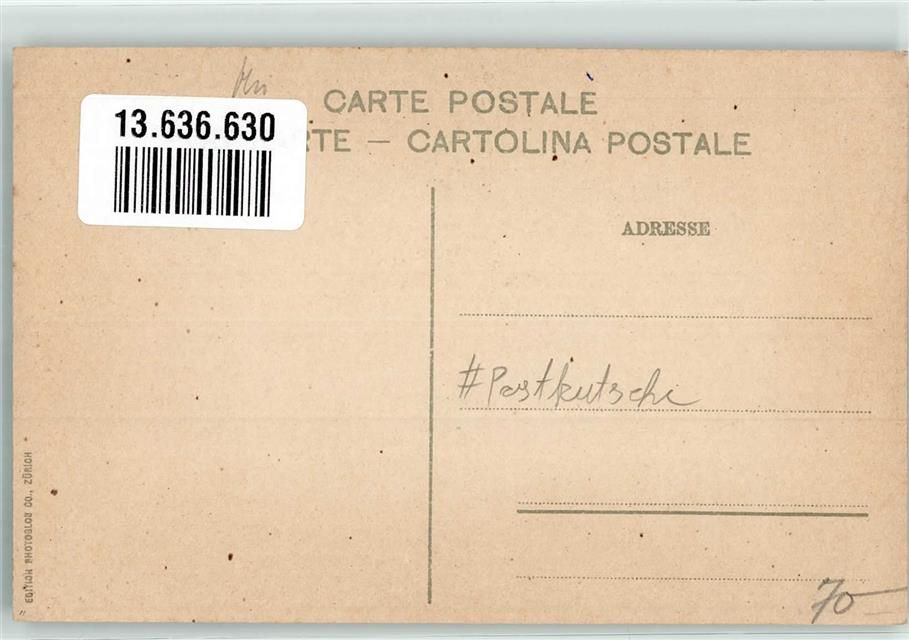 CARTE POSTALE
13.636.630
RTE — CARTOLINA POSTALE
ADRESSE
#Postkutsche
EDITION PHOTOGLOB CO., ZÜRICH
70